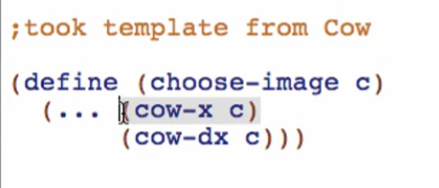 ;took template from Cow
(define (choose-image c)
(... (cow-x c)
(cow-dx c)))